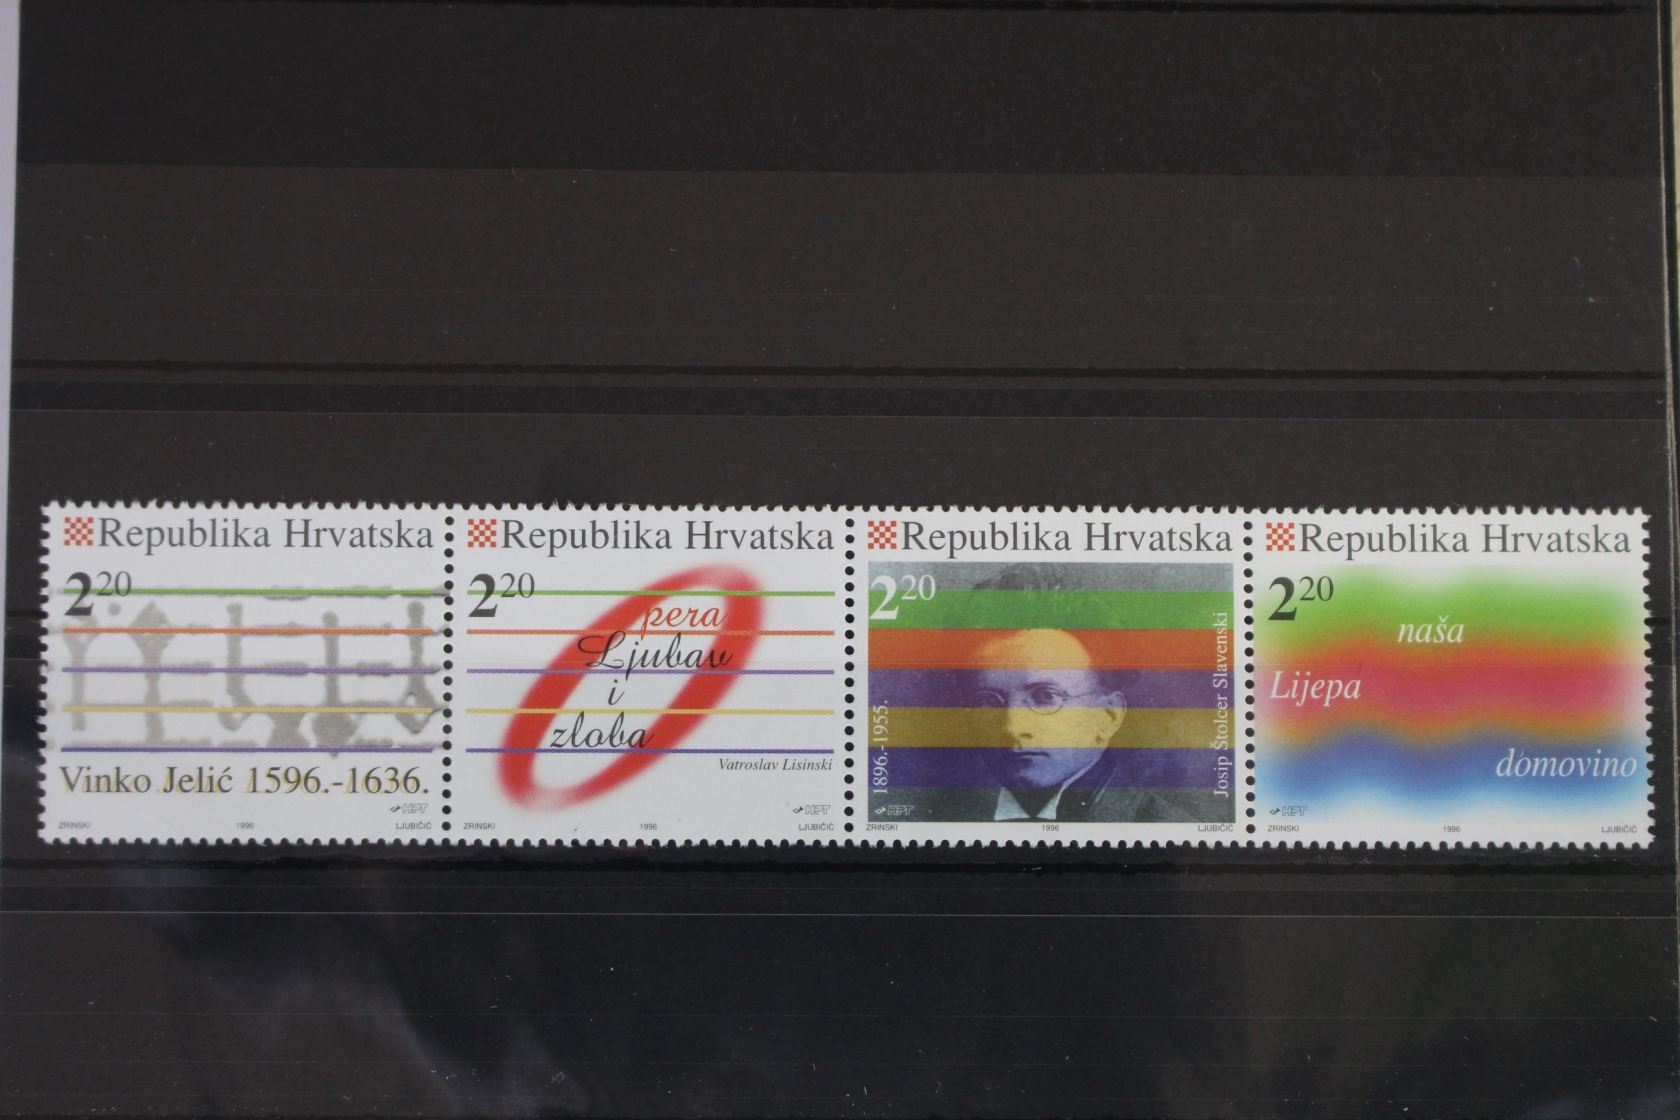 Republika Hrvatska
2 20
Vinko Jelić 1596.-1636.
HPT
ZRINSKI 1996 LJUBIČIĆ
Republika Hrvatska
2 20
Opera
Ljubav
i
zloba
Vatroslav Lisinski
HPT
ZRINSKI 1996 LJUBIČIĆ
Republika Hrvatska
2 20
1896.-1955.
Josip Štolcer Slavenski
HPT
ZRINSKI 1996 LJUBIČIĆ
Republika Hrvatska
2 20
naša
Lijepa
domovino
HPT
ZRINSKI 1996 LJUBIČIĆ